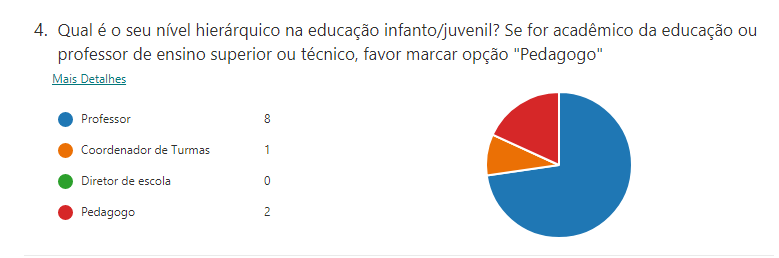 4. Qual é o seu nível hierárquico na educação infanto/juvenil? Se for acadêmico da educação ou
professor de ensino superior ou técnico, favor marcar opção "Pedagogo"
Mais Detalhes
Professor 8
Coordenador de Turmas 1
Diretor de escola 0
Pedagogo 2